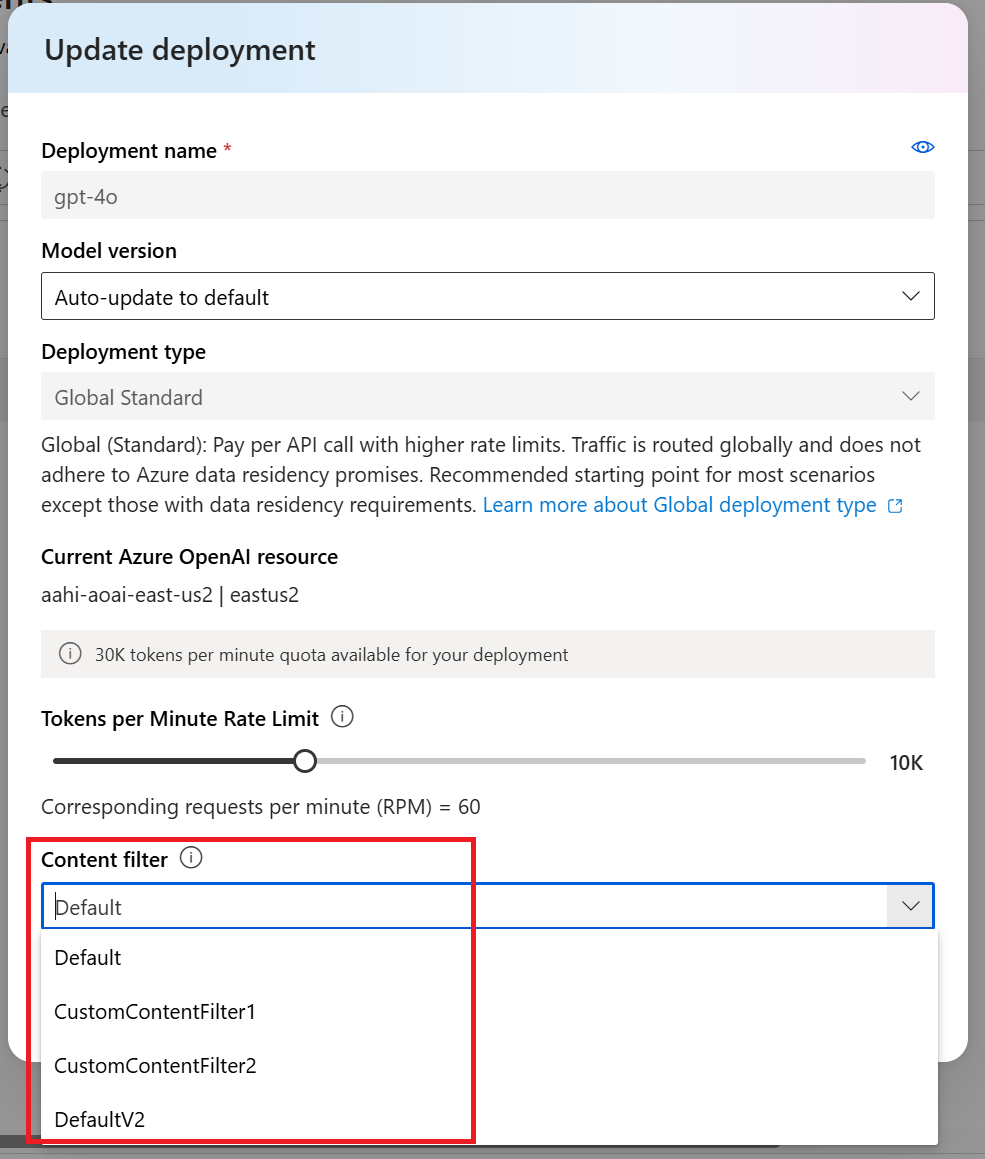 Update deployment
Deployment name *
gpt-4o
Model version
Auto-update to default
Deployment type
Global Standard
Global (Standard): Pay per API call with higher rate limits. Traffic is routed globally and does not
adhere to Azure data residency promises. Recommended starting point for most scenarios
except those with data residency requirements. Learn more about Global deployment type
Current Azure OpenAI resource
aahi-aoai-east-us2 | eastus2
30K tokens per minute quota available for your deployment
Tokens per Minute Rate Limit
10K
Corresponding requests per minute (RPM) = 60
Content filter
Default
Default
CustomContentFilter1
CustomContentFilter2
DefaultV2